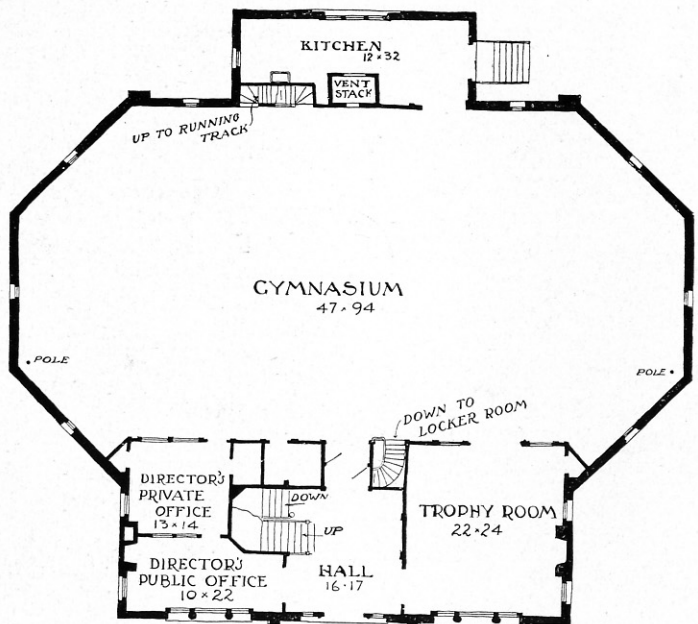 KITCHEN
12 × 32
VENT
STACK
UP TO RUNNING
TRACK
GYMNASIUM
47 × 94
POLE
POLE
DOWN TO
LOCKER ROOM
DIRECTOR'S
PRIVATE
OFFICE
13 × 14
DOWN
UP
TROPHY ROOM
22 × 24
DIRECTOR'S
PUBLIC OFFICE
10 × 22
HALL
16 - 17